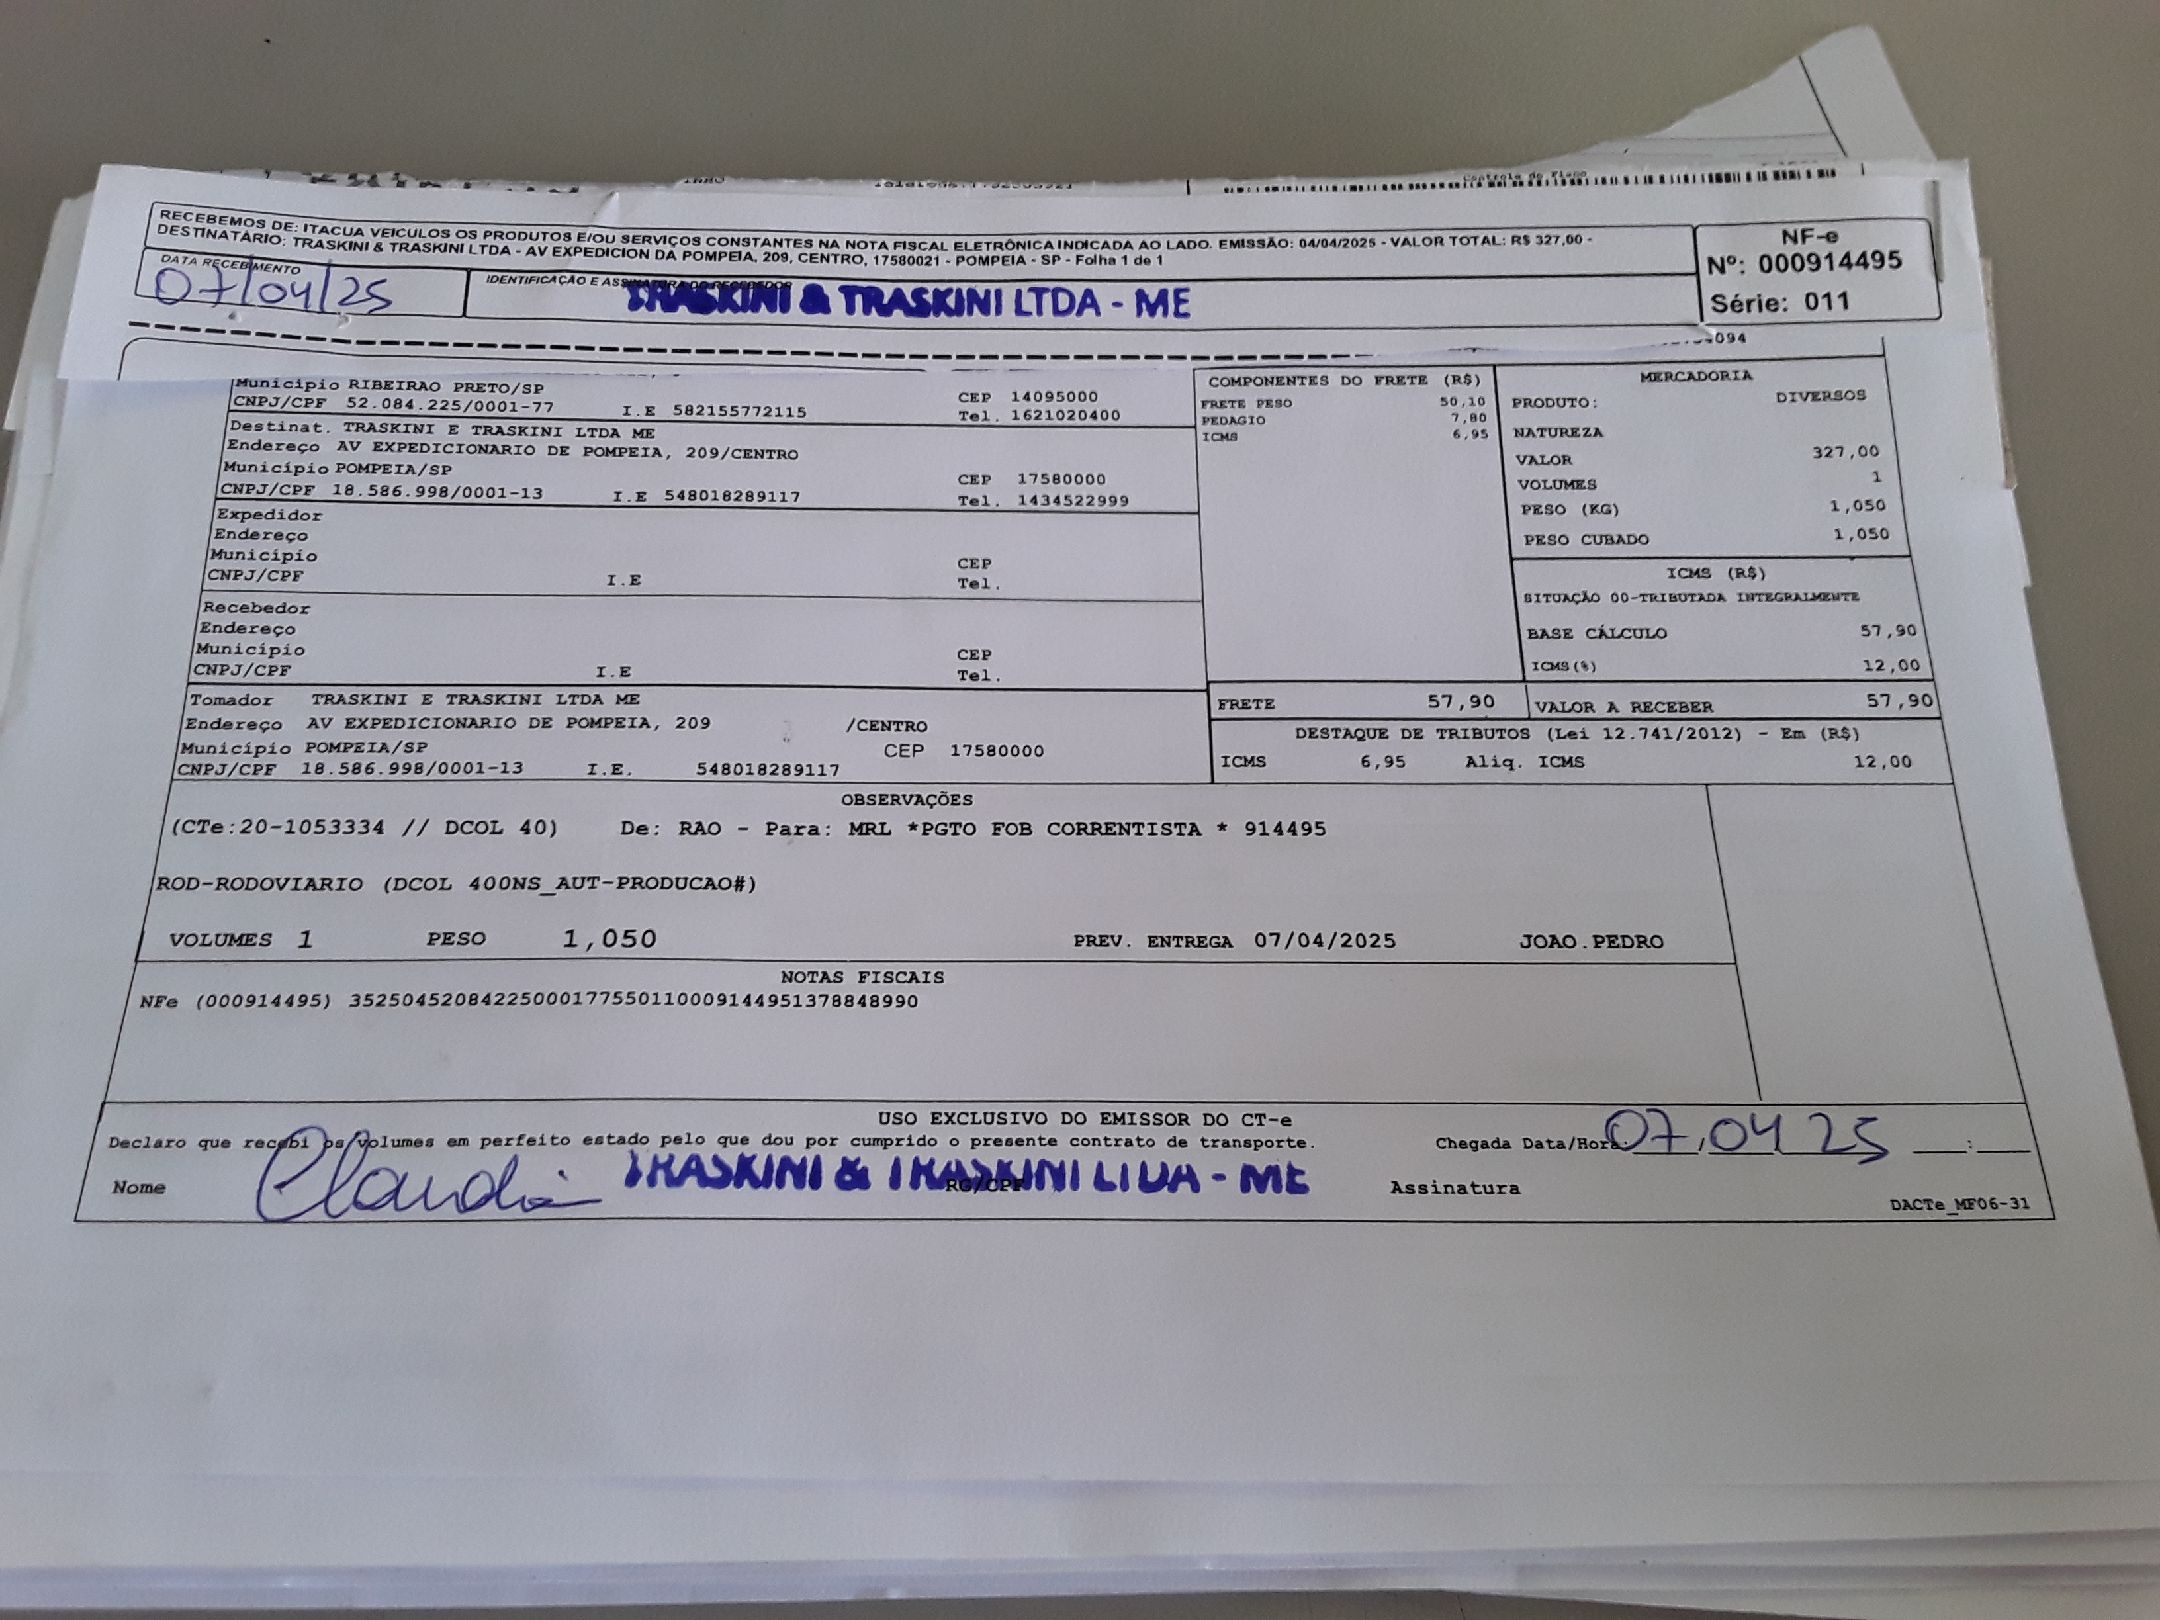 Controle do Fisco
RECEBEMOS DE: ITACUA VEICULOS OS PRODUTOS E/OU SERVIÇOS CONSTANTES NA NOTA FISCAL ELETRÔNICA INDICADA AO LADO. EMISSÃO: 04/04/2025 - VALOR TOTAL: R$ 327,00 -
DESTINATÁRIO: TRASKINI & TRASKINI LTDA - AV EXPEDICION DA POMPEIA, 209, CENTRO, 17580021 - POMPEIA - SP - Folha 1 de 1
NF-e
Nº: 000914495
Série: 011
DATA RECEBIMENTO
07/04/25
IDENTIFICAÇÃO E ASSINATURA DO RECEBEDOR
TRASKINI & TRASKINI LTDA - ME
Município RIBEIRAO PRETO/SP CEP 14095000
CNPJ/CPF 52.084.225/0001-77 I.E 582155772115 Tel. 1621020400
Destinat. TRASKINI E TRASKINI LTDA ME
Endereço AV EXPEDICIONARIO DE POMPEIA, 209/CENTRO
Município POMPEIA/SP CEP 17580000
CNPJ/CPF 18.586.998/0001-13 I.E 548018289117 Tel. 1434522999
Expedidor
Endereço
Município CEP
CNPJ/CPF I.E Tel.
Recebedor
Endereço
Município CEP
CNPJ/CPF I.E Tel.
Tomador TRASKINI E TRASKINI LTDA ME
Endereço AV EXPEDICIONARIO DE POMPEIA, 209 /CENTRO
Município POMPEIA/SP CEP 17580000
CNPJ/CPF 18.586.998/0001-13 I.E. 548018289117
COMPONENTES DO FRETE (R$)
FRETE PESO 50,10
PEDAGIO 7,80
ICMS 6,95
MERCADORIA
PRODUTO: DIVERSOS
NATUREZA
VALOR 327,00
VOLUMES 1
PESO (KG) 1,050
PESO CUBADO 1,050
ICMS (R$)
SITUAÇÃO 00-TRIBUTADA INTEGRALMENTE
BASE CÁLCULO 57,90
ICMS(%) 12,00
FRETE 57,90 VALOR A RECEBER 57,90
DESTAQUE DE TRIBUTOS (Lei 12.741/2012) - Em (R$)
ICMS 6,95 Aliq. ICMS 12,00
OBSERVAÇÕES
(CTe:20-1053334 // DCOL 40) De: RAO - Para: MRL *PGTO FOB CORRENTISTA * 914495
ROD-RODOVIARIO (DCOL 400NS_AUT-PRODUCAO#)
VOLUMES 1 PESO 1,050 PREV. ENTREGA 07/04/2025 JOAO.PEDRO
NOTAS FISCAIS
NFe (000914495) 35250452084225000177550110009144951378848990
USO EXCLUSIVO DO EMISSOR DO CT-e
Declaro que recebi os volumes em perfeito estado pelo que dou por cumprido o presente contrato de transporte. Chegada Data/Hora: 07/04 25 __:__
Nome Claudia TRASKINI & TRASKINI LTDA - ME RG/CPF Assinatura
DACTe_MF06-31